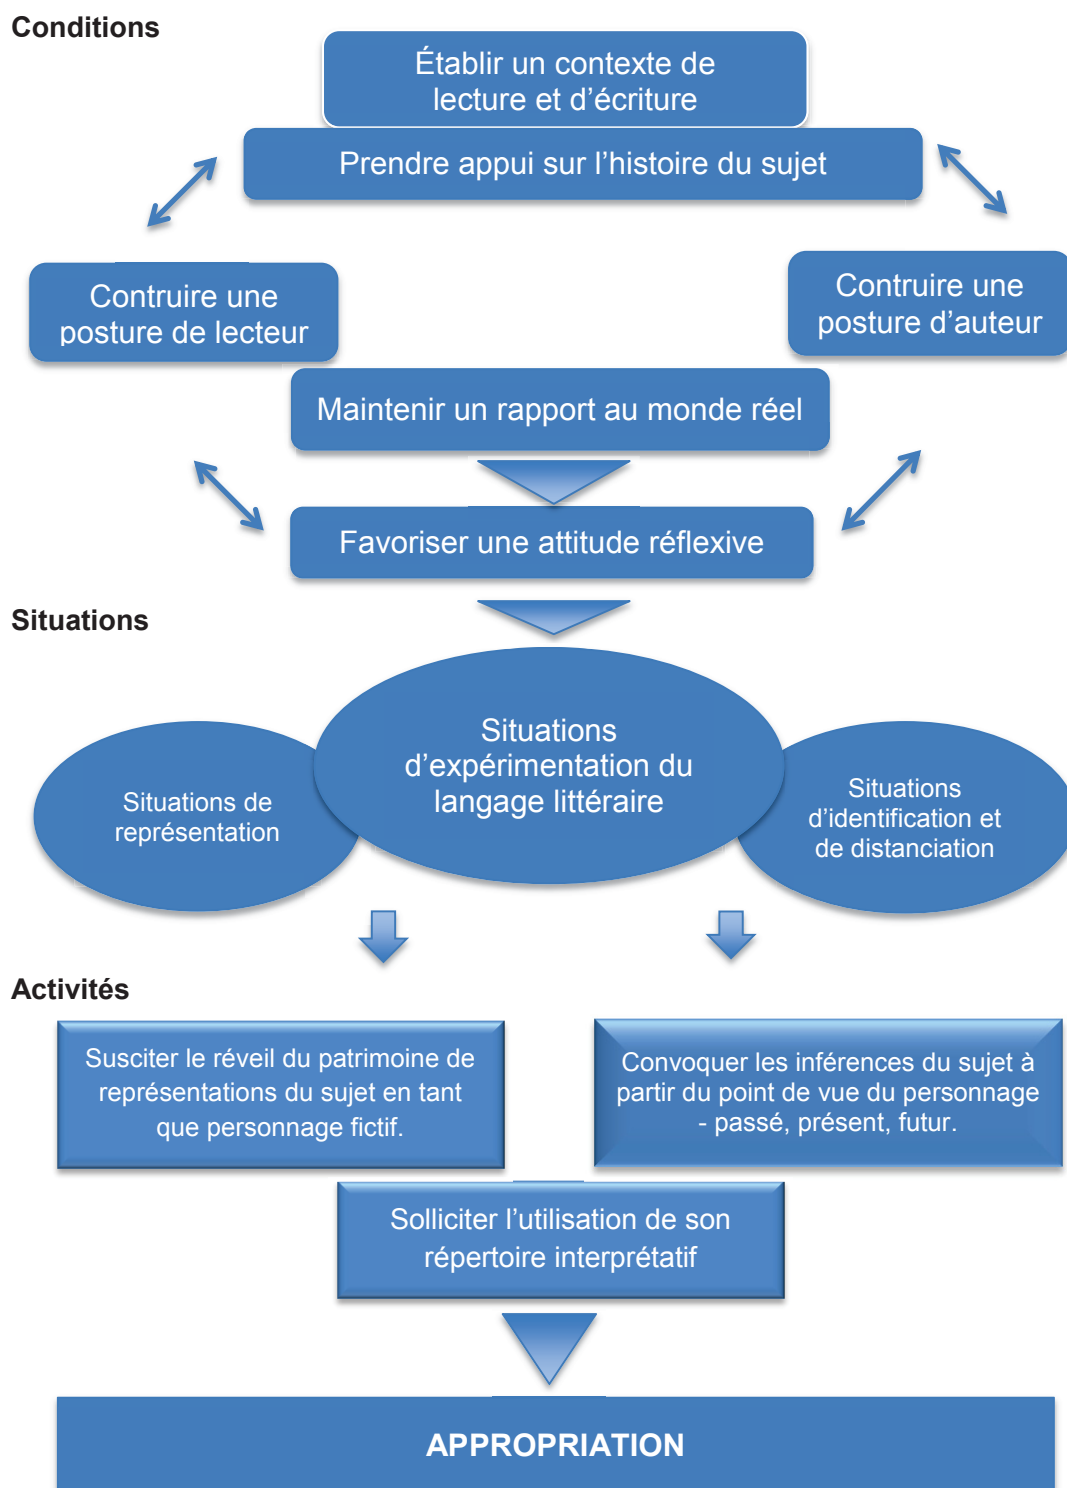 Conditions
Établir un contexte de
lecture et d'écriture
Prendre appui sur l'histoire du sujet
Contruire une
posture de lecteur
Contruire une
posture d'auteur
Maintenir un rapport au monde réel
Favoriser une attitude réflexive
Situations
Situations
d'expérimentation du
langage littéraire
Situations de
représentation
Situations
d'identification et
de distanciation
Activités
Susciter le réveil du patrimoine de
représentations du sujet en tant
que personnage fictif.
Convoquer les inférences du sujet à
partir du point de vue du personnage
- passé, présent, futur.
Solliciter l'utilisation de son
répertoire interprétatif
APPROPRIATION